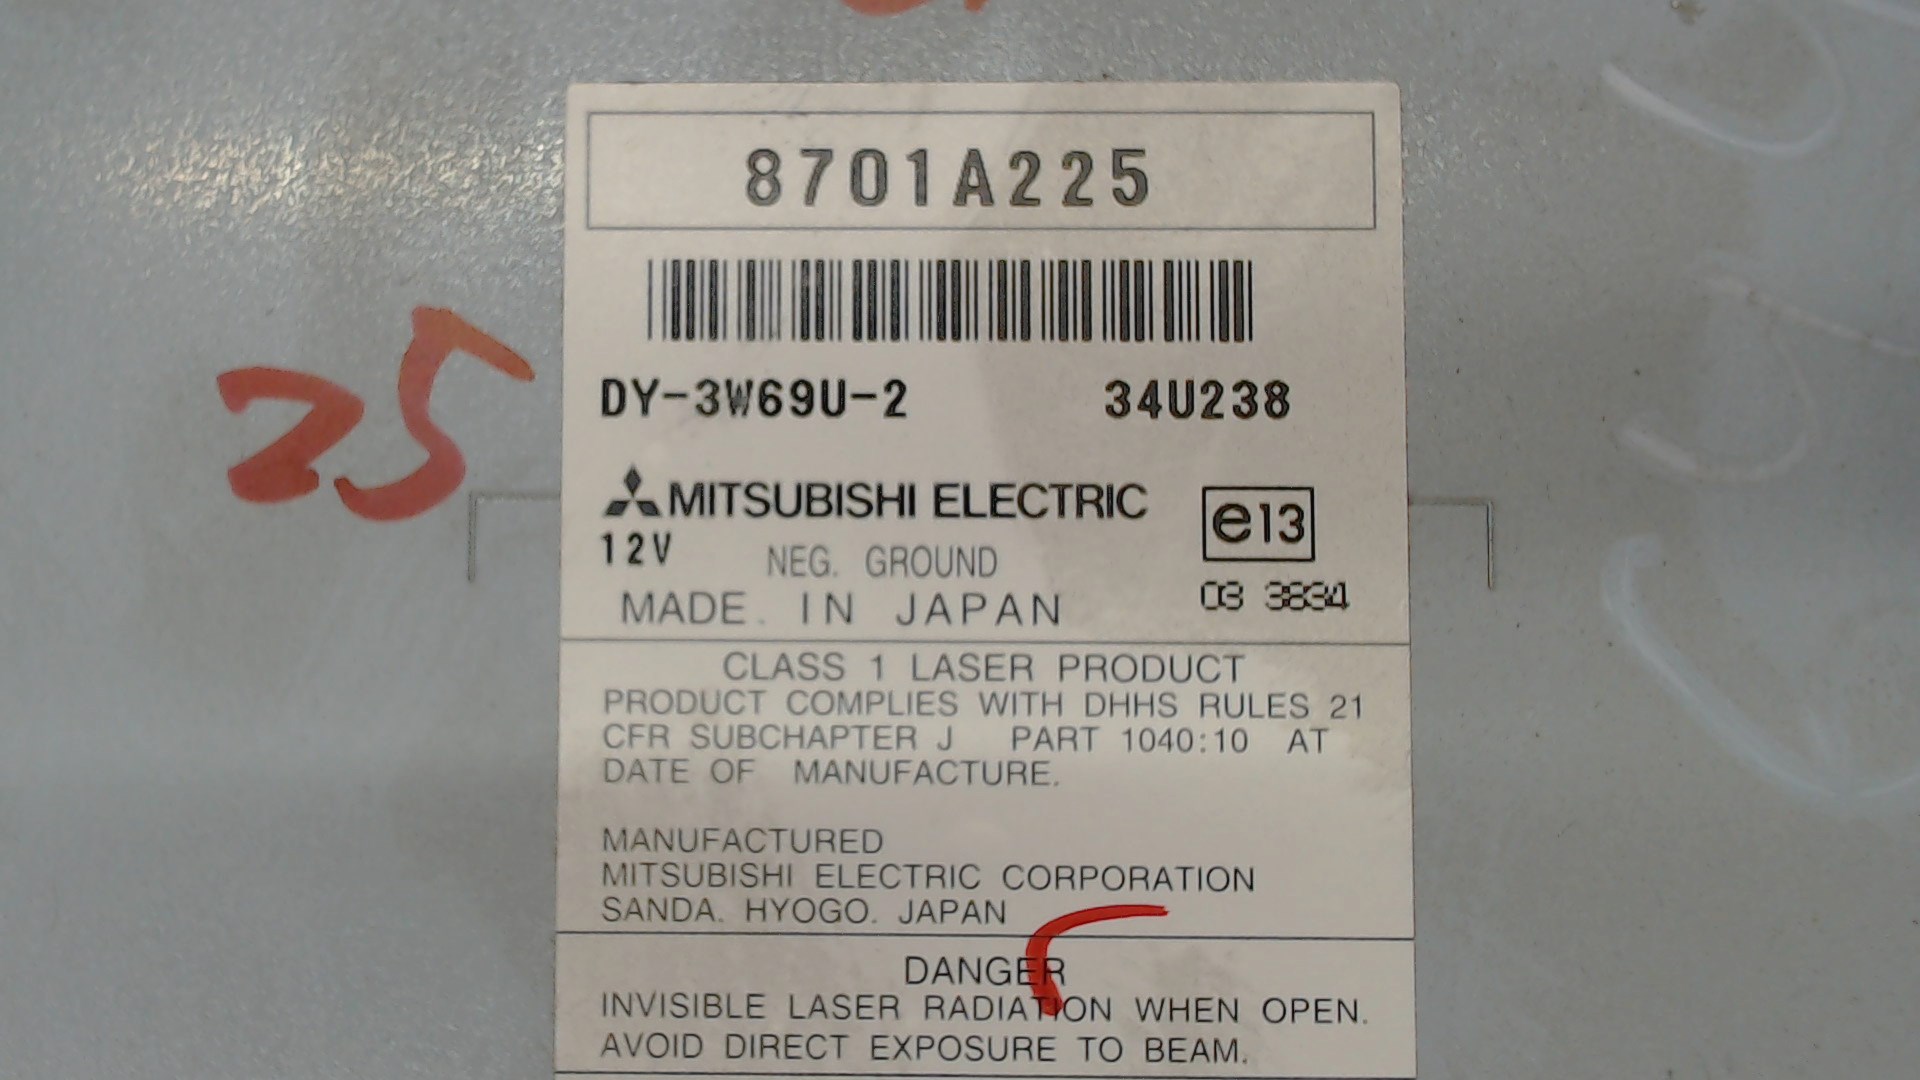 8701A225
25
DY-3W69U-2 34U238
MITSUBISHI ELECTRIC
e13
12V NEG. GROUND
03 3834
MADE. IN JAPAN
CLASS 1 LASER PRODUCT
PRODUCT COMPLIES WITH DHHS RULES 21
CFR SUBCHAPTER J PART 1040:10 AT
DATE OF MANUFACTURE.
MANUFACTURED
MITSUBISHI ELECTRIC CORPORATION
SANDA. HYOGO. JAPAN
DANGER
INVISIBLE LASER RADIATION WHEN OPEN.
AVOID DIRECT EXPOSURE TO BEAM.